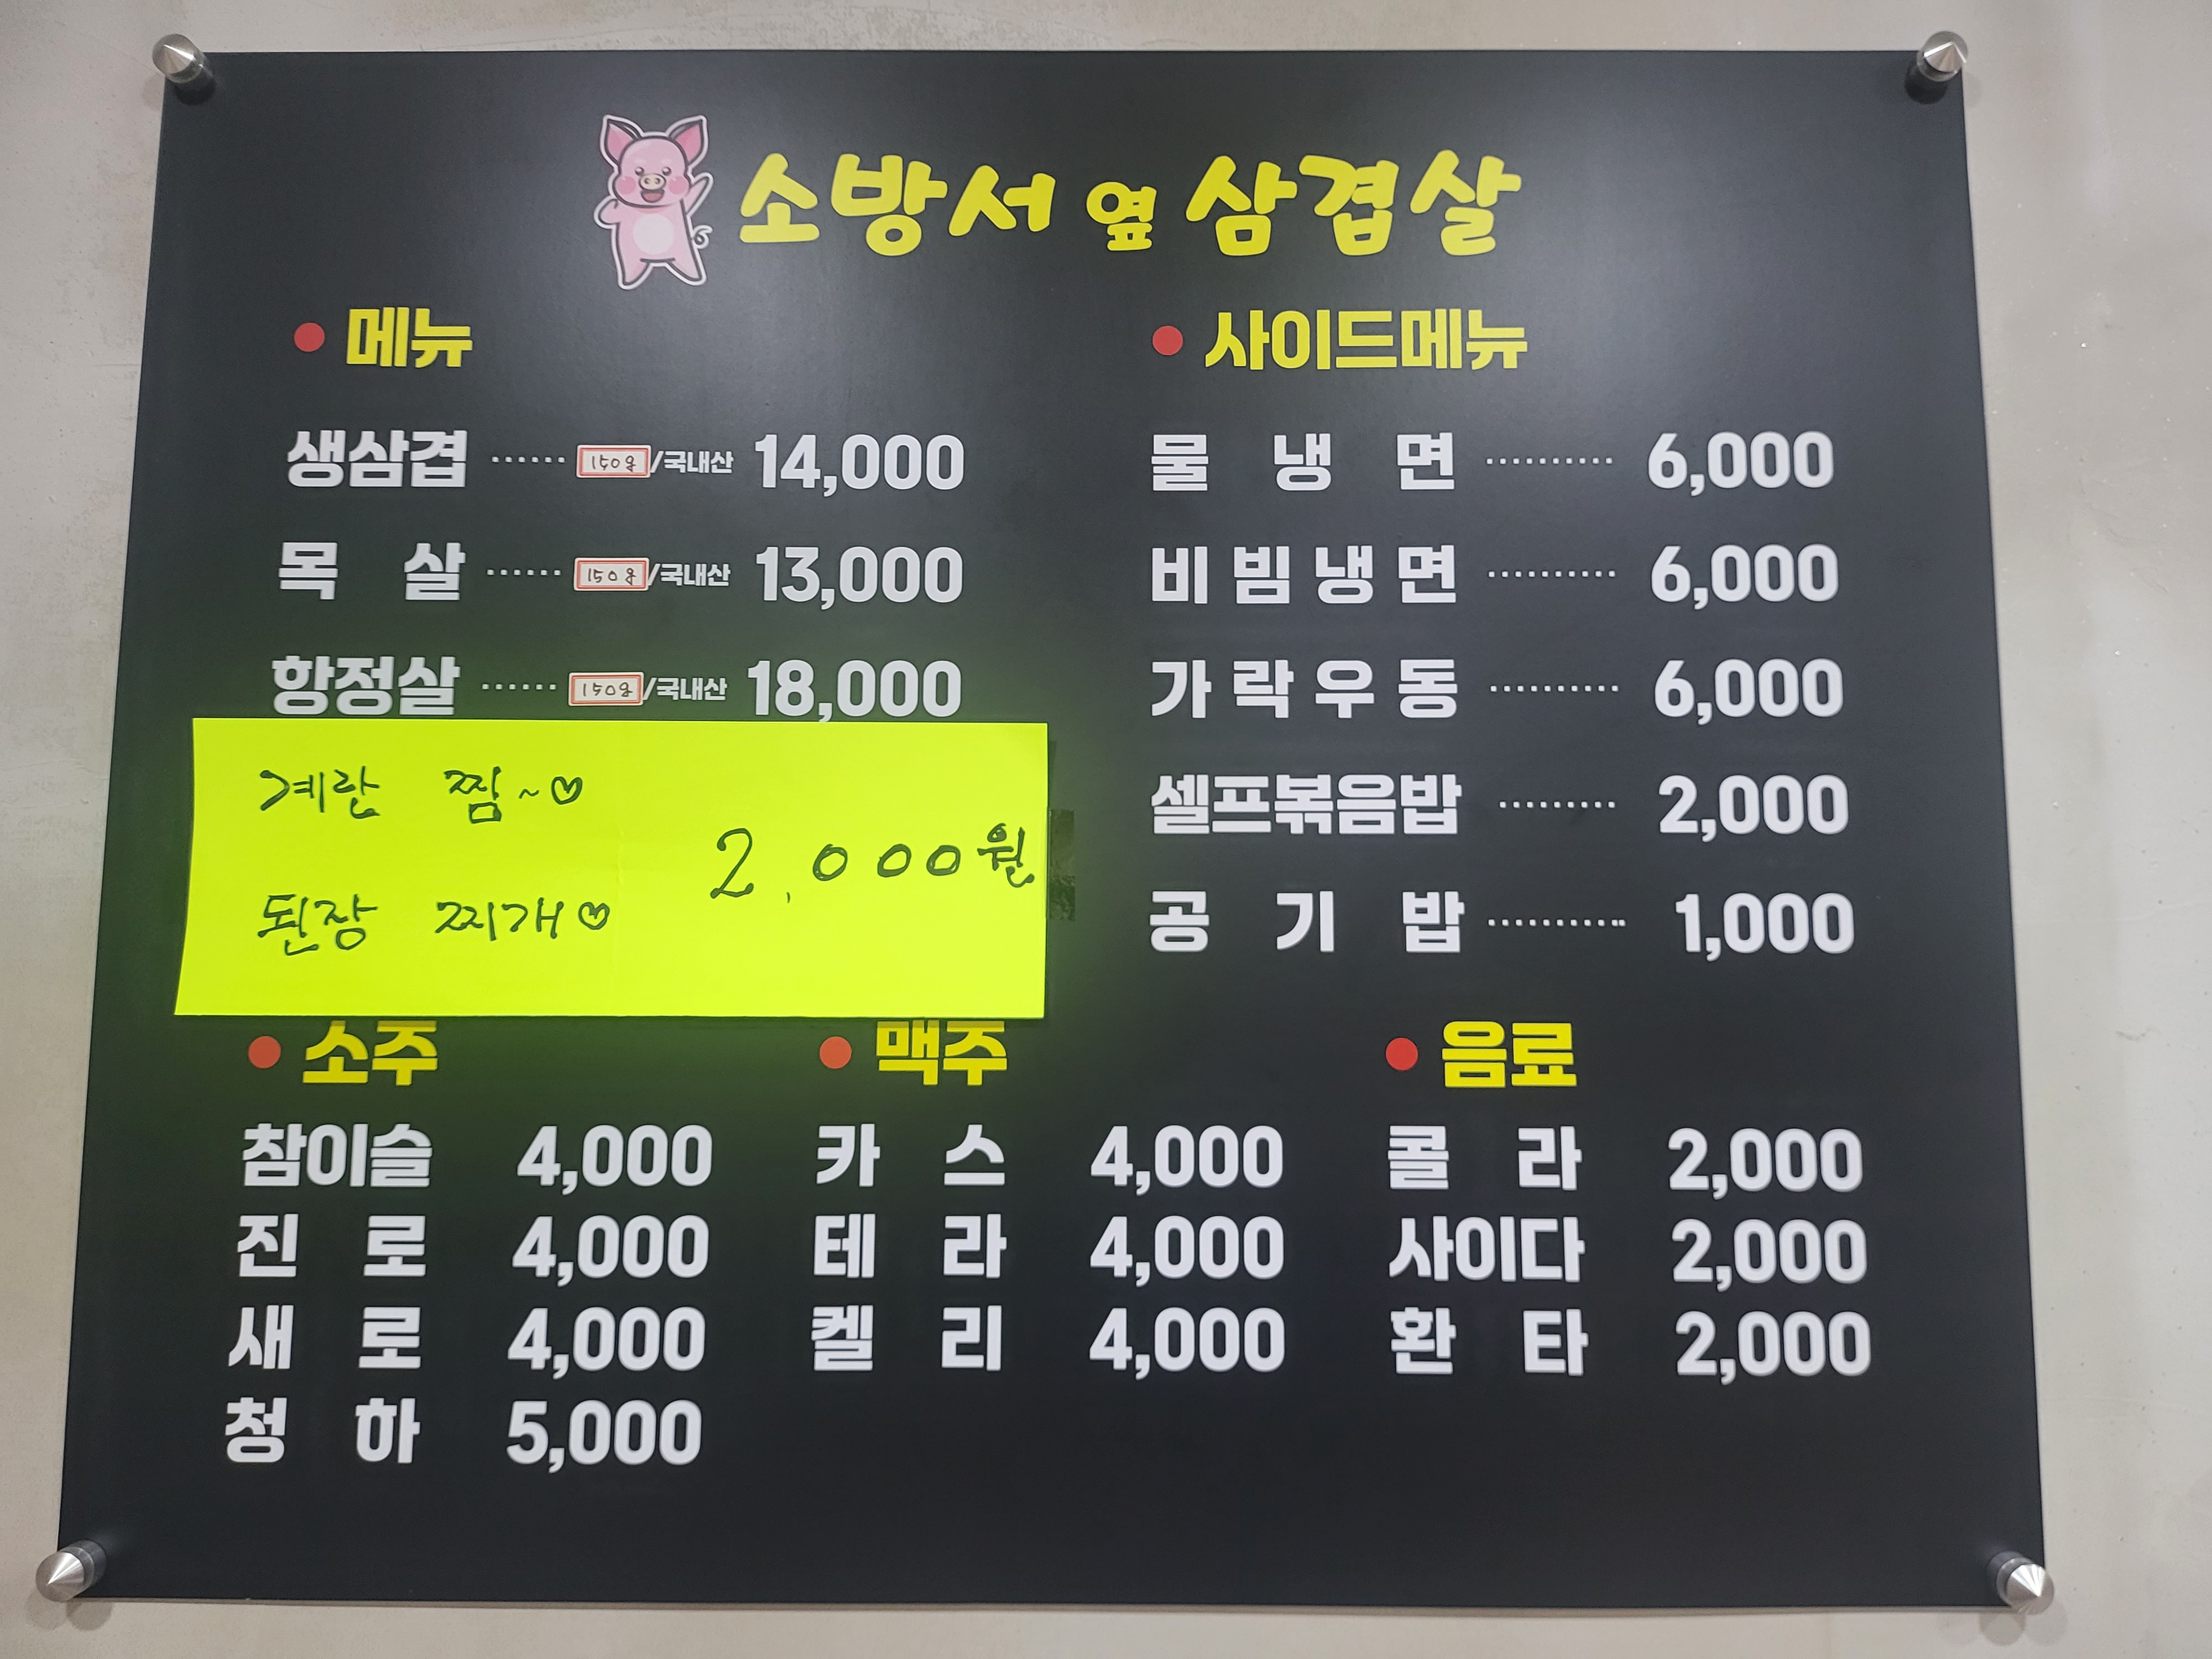 소방서 옆 삼겹살
메뉴
생삼겹 ...... 150g/국내산 14,000
목 살 ...... 150g/국내산 13,000
항정살 ...... 150g/국내산 18,000
계란 찜~♡
2,000원
된장 찌개♡
사이드메뉴
물 냉 면 .......... 6,000
비 빔 냉 면 .......... 6,000
가 락 우 동 .......... 6,000
셀프볶음밥 ......... 2,000
공 기 밥 .......... 1,000
소주
참이슬 4,000
진 로 4,000
새 로 4,000
청 하 5,000
맥주
카 스 4,000
테 라 4,000
켈 리 4,000
음료
콜 라 2,000
사이다 2,000
환 타 2,000